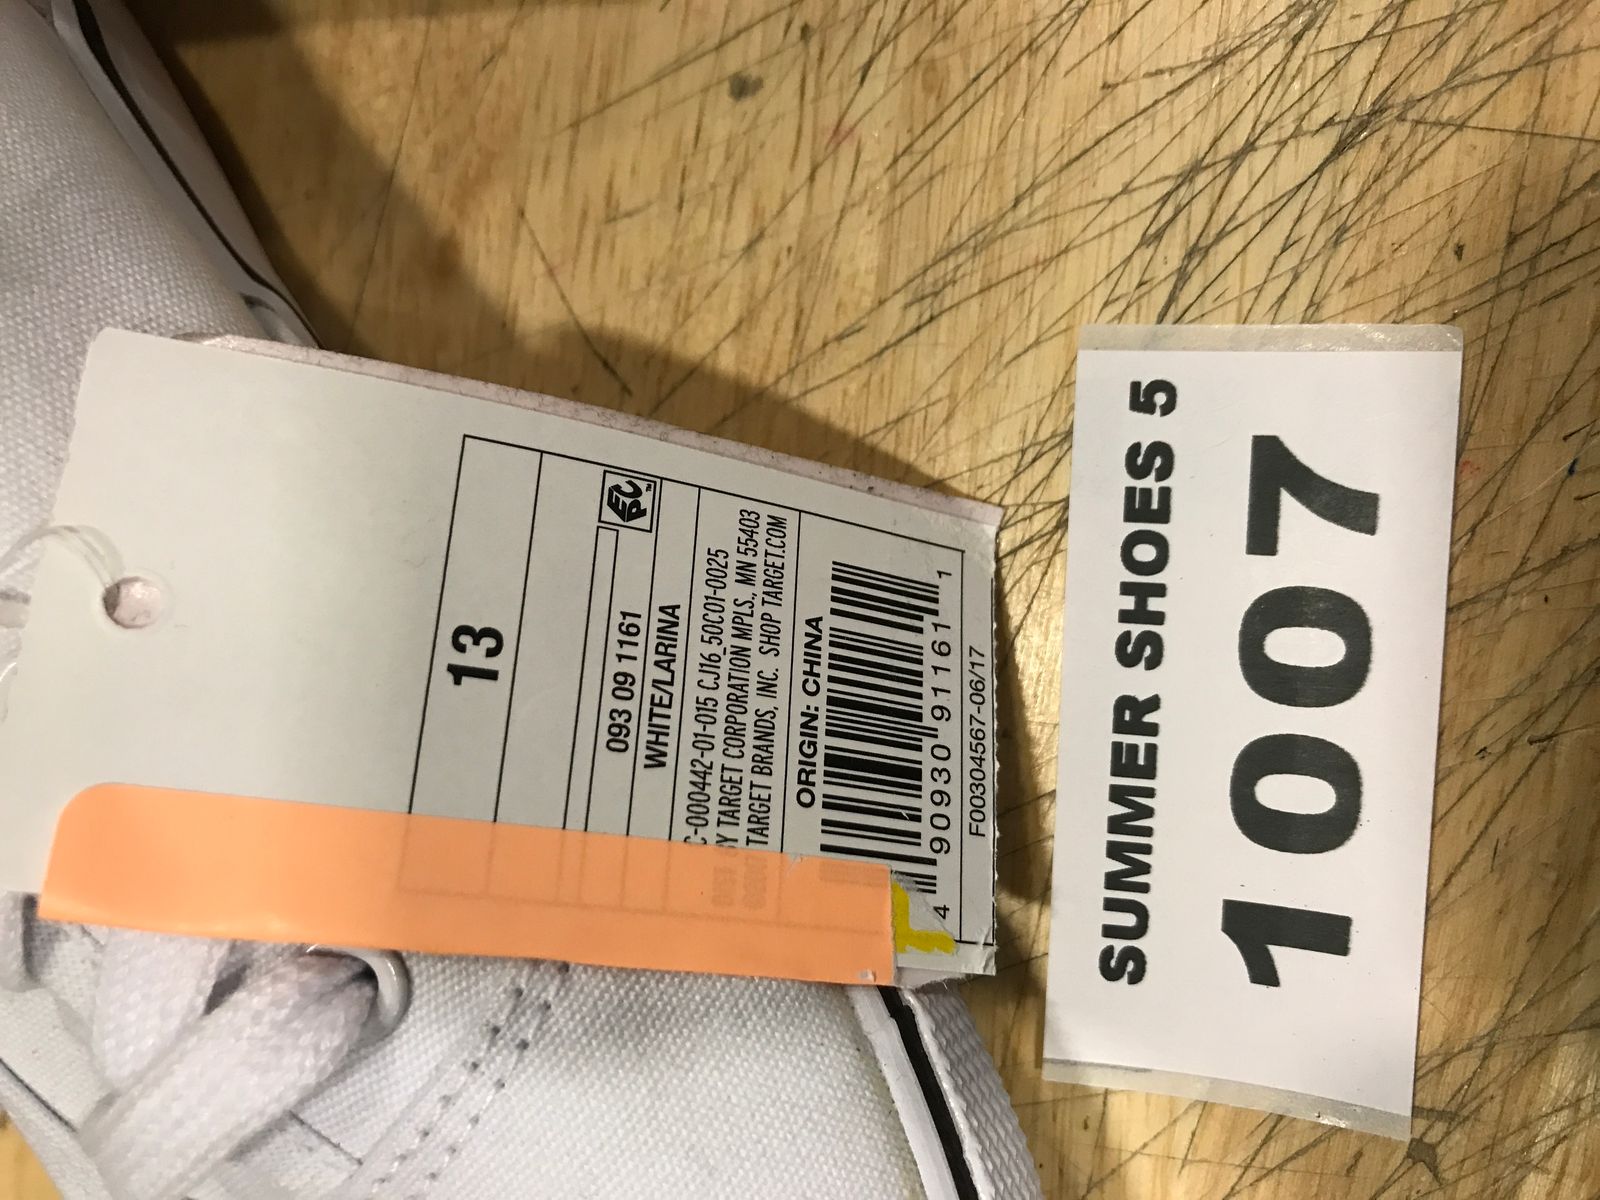 13
EPC™
093 09 1161
WHITE/LARINA
C-000442-01-015 CJ16_50C01-0025
BY TARGET CORPORATION MPLS., MN 55403
TARGET BRANDS, INC. SHOP TARGET.COM
ORIGIN: CHINA
4 90930 91161 1
F00304567-06/17
SUMMER SHOES 5
1007